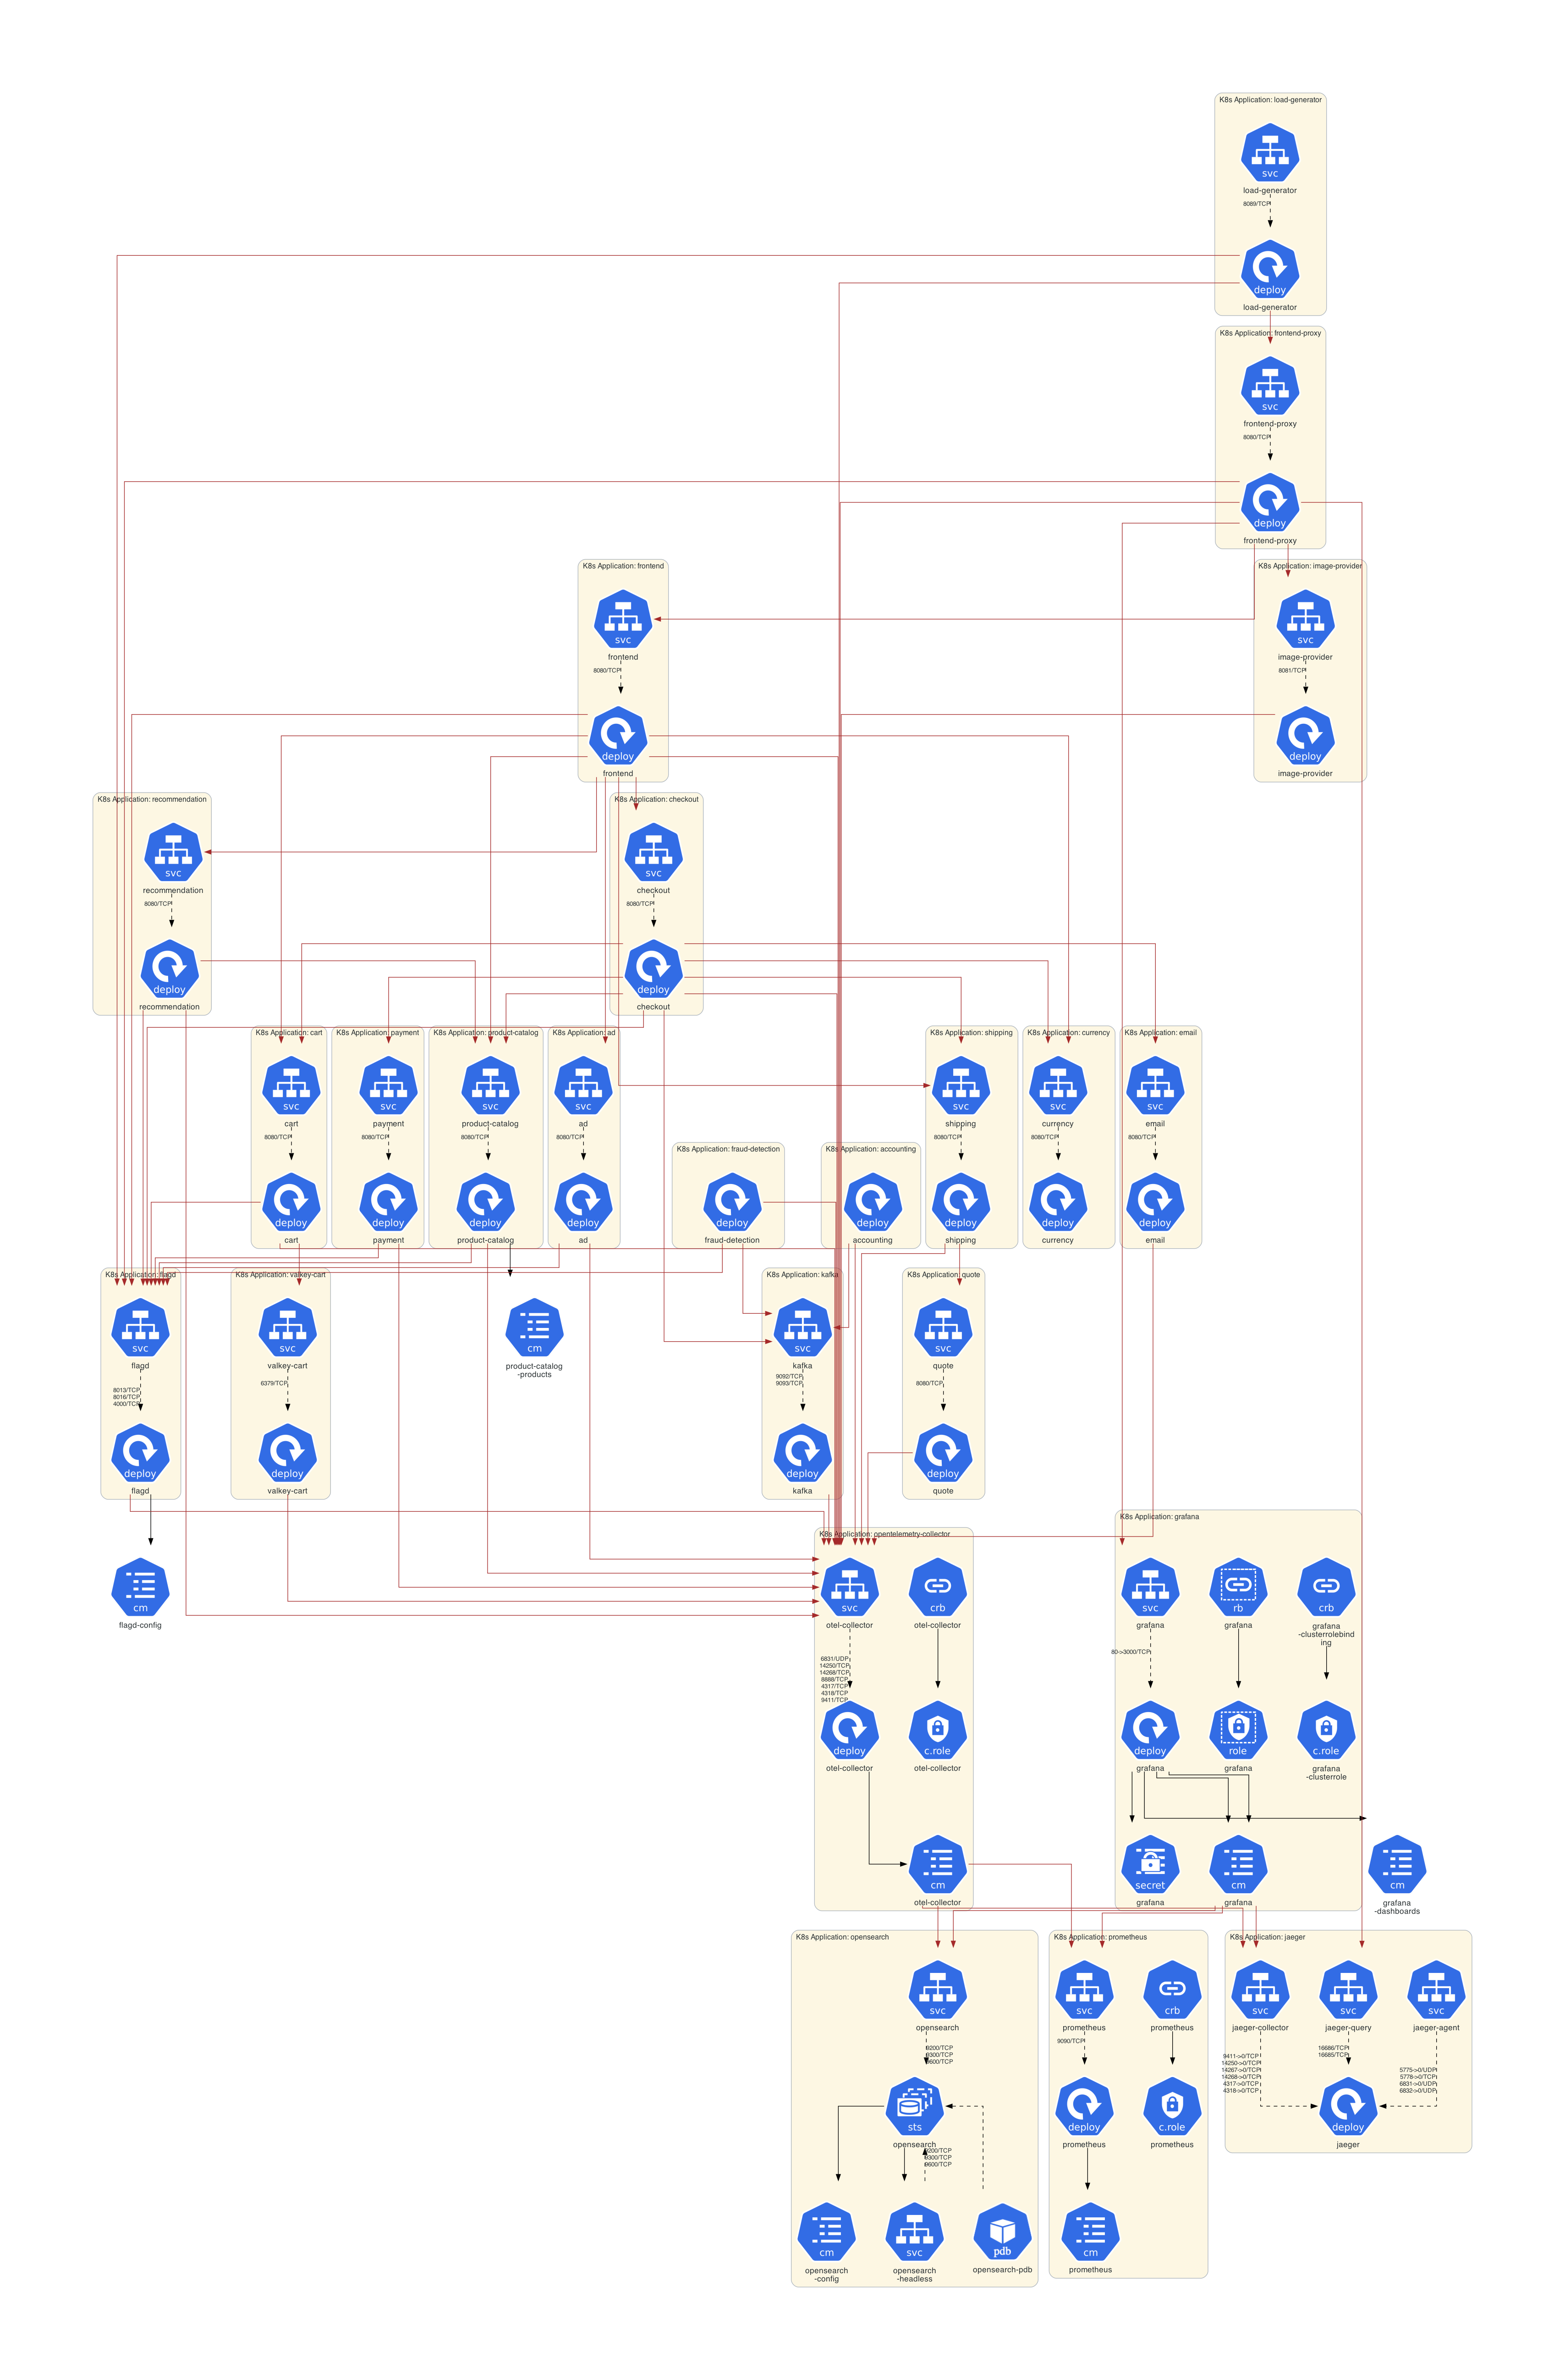 K8s Application: load-generator
svc
load-generator
8089/TCP
deploy
load-generator
K8s Application: frontend-proxy
svc
frontend-proxy
8080/TCP
deploy
frontend-proxy
K8s Application: frontend
svc
frontend
8080/TCP
deploy
frontend
K8s Application: image-provider
svc
image-provider
8081/TCP
deploy
image-provider
K8s Application: recommendation
svc
recommendation
8080/TCP
deploy
recommendation
K8s Application: checkout
svc
checkout
8080/TCP
deploy
checkout
K8s Application: cart
svc
cart
8080/TCP
deploy
cart
K8s Application: payment
svc
payment
8080/TCP
deploy
payment
K8s Application: product-catalog
svc
product-catalog
8080/TCP
deploy
product-catalog
K8s Application: ad
svc
ad
8080/TCP
deploy
ad
K8s Application: fraud-detection
deploy
fraud-detection
K8s Application: accounting
deploy
accounting
K8s Application: shipping
svc
shipping
8080/TCP
deploy
shipping
K8s Application: currency
svc
currency
8080/TCP
deploy
currency
K8s Application: email
svc
email
8080/TCP
deploy
email
K8s Application: flagd
svc
flagd
8013/TCP
8016/TCP
4000/TCP
deploy
flagd
K8s Application: valkey-cart
svc
valkey-cart
6379/TCP
deploy
valkey-cart
cm
product-catalog
-products
K8s Application: kafka
svc
kafka
9092/TCP
9093/TCP
deploy
kafka
K8s Application: quote
svc
quote
8080/TCP
deploy
quote
cm
flagd-config
K8s Application: opentelemetry-collector
svc
otel-collector
crb
otel-collector
6831/UDP
14250/TCP
14268/TCP
8888/TCP
4317/TCP
4318/TCP
9411/TCP
deploy
otel-collector
c.role
otel-collector
cm
otel-collector
K8s Application: grafana
svc
grafana
rb
grafana
crb
grafana
-clusterrolebind
ing
80->3000/TCP
deploy
grafana
role
grafana
c.role
grafana
-clusterrole
secret
grafana
cm
grafana
cm
grafana
-dashboards
K8s Application: opensearch
svc
opensearch
9200/TCP
9300/TCP
9600/TCP
sts
opensearch
9200/TCP
9300/TCP
9600/TCP
cm
opensearch
-config
svc
opensearch
-headless
pdb
opensearch-pdb
K8s Application: prometheus
svc
prometheus
crb
prometheus
9090/TCP
deploy
prometheus
c.role
prometheus
cm
prometheus
K8s Application: jaeger
svc
jaeger-collector
svc
jaeger-query
svc
jaeger-agent
9411->0/TCP
14250->0/TCP
14267->0/TCP
14268->0/TCP
4317->0/TCP
4318->0/TCP
16686/TCP
16685/TCP
5775->0/UDP
5778->0/TCP
6831->0/UDP
6832->0/UDP
deploy
jaeger